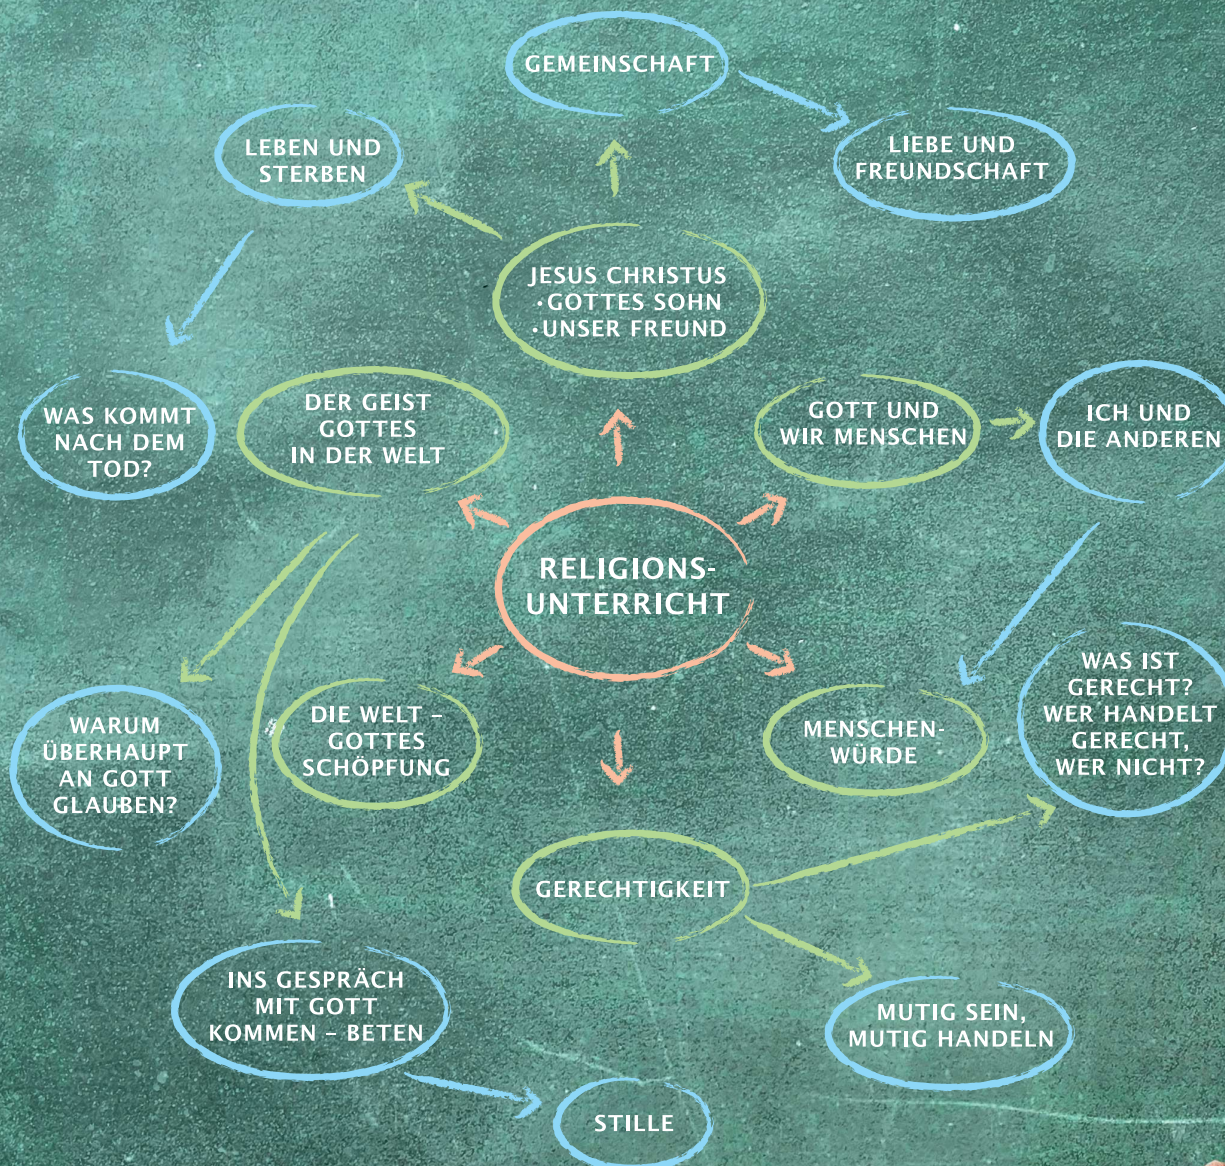 GEMEINSCHAFT
LEBEN UND
STERBEN
LIEBE UND
FREUNDSCHAFT
JESUS CHRISTUS
·GOTTES SOHN
·UNSER FREUND
WAS KOMMT
NACH DEM
TOD?
DER GEIST
GOTTES
IN DER WELT
GOTT UND
WIR MENSCHEN
ICH UND
DIE ANDEREN
RELIGIONS-
UNTERRICHT
WARUM
ÜBERHAUPT
AN GOTT
GLAUBEN?
DIE WELT –
GOTTES
SCHÖPFUNG
MENSCHEN-
WÜRDE
WAS IST
GERECHT?
WER HANDELT
GERECHT,
WER NICHT?
GERECHTIGKEIT
INS GESPRÄCH
MIT GOTT
KOMMEN – BETEN
MUTIG SEIN,
MUTIG HANDELN
STILLE